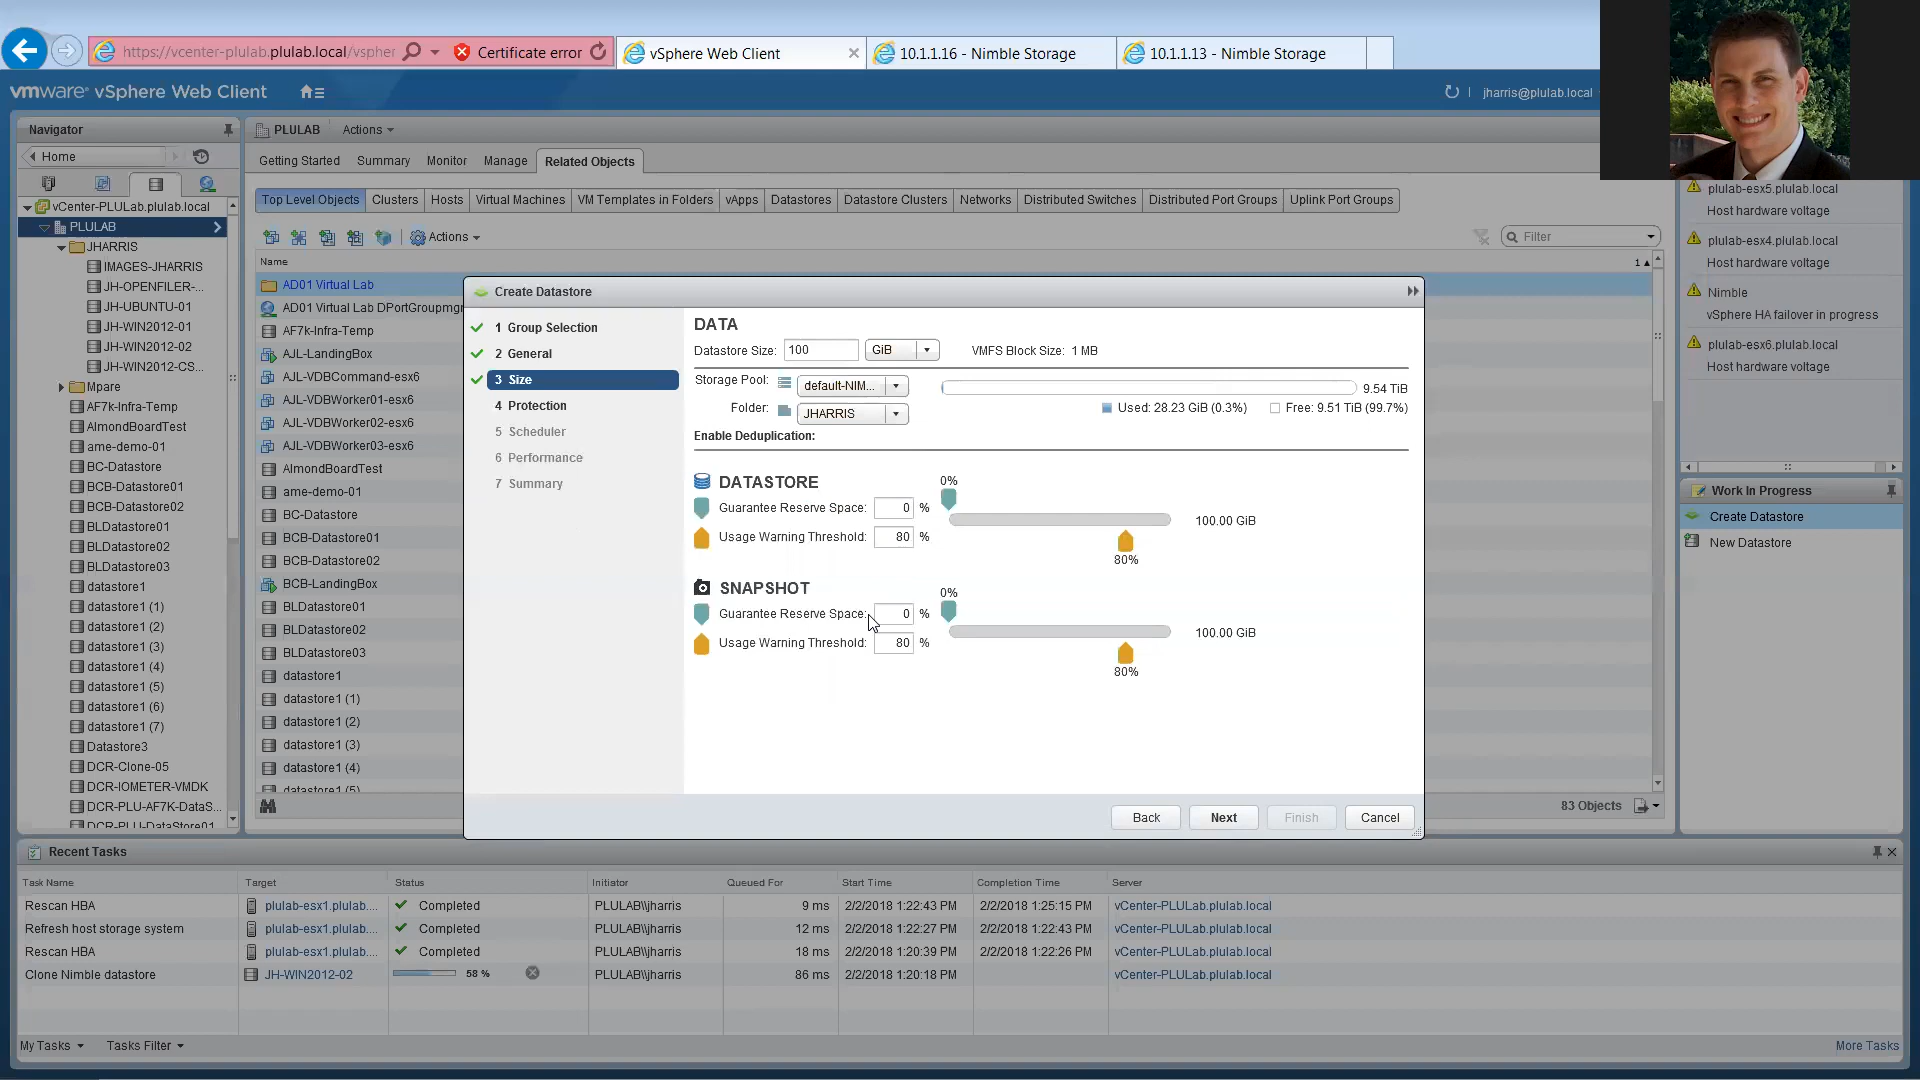 https://vcenter-plulab.plulab.local/vspher
Certificate error
vSphere Web Client
10.1.1.16 - Nimble Storage
10.1.1.13 - Nimble Storage
vmware® vSphere Web Client
jharris@plulab.local
Navigator
Home
vCenter-PLULab.plulab.local
PLULAB
JHARRIS
IMAGES-JHARRIS
JH-OPENFILER-...
JH-UBUNTU-01
JH-WIN2012-01
JH-WIN2012-02
JH-WIN2012-CS...
Mpare
AF7k-Infra-Temp
AlmondBoardTest
ame-demo-01
BC-Datastore
BCB-Datastore01
BCB-Datastore02
BLDatastore01
BLDatastore02
BLDatastore03
datastore1
datastore1 (1)
datastore1 (2)
datastore1 (3)
datastore1 (4)
datastore1 (5)
datastore1 (6)
datastore1 (7)
Datastore3
DCR-Clone-05
DCR-IOMETER-VMDK
DCR-PLU-AF7K-DataS...
DCR-PLU-DataStore01
PLULAB Actions
Getting Started Summary Monitor Manage Related Objects
Top Level Objects Clusters Hosts Virtual Machines VM Templates in Folders vApps Datastores Datastore Clusters Networks Distributed Switches Distributed Port Groups Uplink Port Groups
Actions
Filter
Name
1
AD01 Virtual Lab
AD01 Virtual Lab DPortGroupmgr
AF7k-Infra-Temp
AJL-LandingBox
AJL-VDBCommand-esx6
AJL-VDBWorker01-esx6
AJL-VDBWorker02-esx6
AJL-VDBWorker03-esx6
AlmondBoardTest
ame-demo-01
BC-Datastore
BCB-Datastore01
BCB-Datastore02
BCB-LandingBox
BLDatastore01
BLDatastore02
BLDatastore03
datastore1
datastore1 (1)
datastore1 (2)
datastore1 (3)
datastore1 (4)
datastore1 (5)
83 Objects
Create Datastore
1 Group Selection
2 General
3 Size
4 Protection
5 Scheduler
6 Performance
7 Summary
DATA
Datastore Size: 100 GiB VMFS Block Size: 1 MB
Storage Pool: default-NIM... 9.54 TiB
Folder: JHARRIS Used: 28.23 GiB (0.3%) Free: 9.51 TiB (99.7%)
Enable Deduplication:
DATASTORE 0%
Guarantee Reserve Space: 0 %
100.00 GiB
Usage Warning Threshold: 80 %
80%
SNAPSHOT 0%
Guarantee Reserve Space: 0 %
100.00 GiB
Usage Warning Threshold: 80 %
80%
Back Next Finish Cancel
plulab-esx5.plulab.local
Host hardware voltage
plulab-esx4.plulab.local
Host hardware voltage
Nimble
vSphere HA failover in progress
plulab-esx6.plulab.local
Host hardware voltage
Work In Progress
Create Datastore
New Datastore
Recent Tasks
Task Name Target Status Initiator Queued For Start Time Completion Time Server
Rescan HBA plulab-esx1.plulab.... Completed PLULAB\\jharris 9 ms 2/2/2018 1:22:43 PM 2/2/2018 1:25:15 PM vCenter-PLULab.plulab.local
Refresh host storage system plulab-esx1.plulab.... Completed PLULAB\\jharris 12 ms 2/2/2018 1:22:27 PM 2/2/2018 1:22:43 PM vCenter-PLULab.plulab.local
Rescan HBA plulab-esx1.plulab.... Completed PLULAB\\jharris 18 ms 2/2/2018 1:20:39 PM 2/2/2018 1:22:26 PM vCenter-PLULab.plulab.local
Clone Nimble datastore JH-WIN2012-02 58 % PLULAB\\jharris 86 ms 2/2/2018 1:20:18 PM vCenter-PLULab.plulab.local
My Tasks Tasks Filter More Tasks